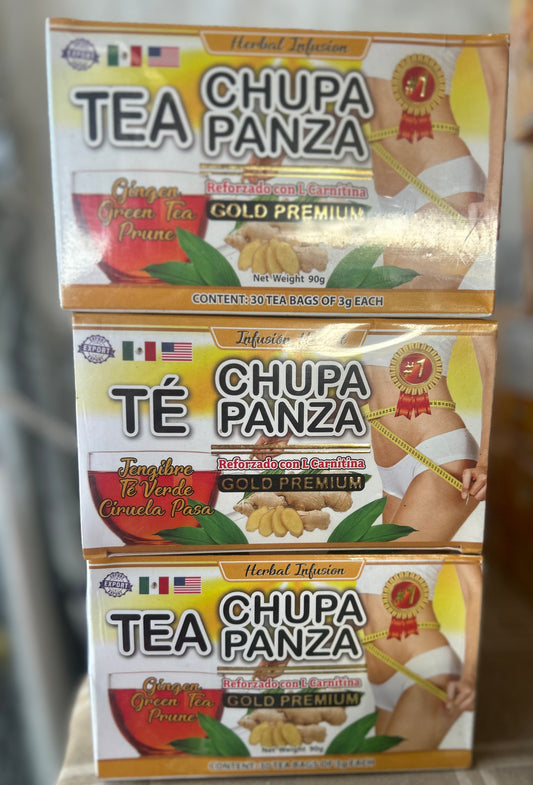 Herbal Infusion
EXPORT
TEA CHUPA
PANZA
#1
Reforzado con L Carnitina
GOLD PREMIUM
Ginger
Green Tea
Prune
Net Weight 90g
CONTENT: 30 TEA BAGS OF 3g EACH
Infusión
EXPORT
TÉ CHUPA
PANZA
#1
Reforzado con L Carnitina
GOLD PREMIUM
Jengibre
Té Verde
Ciruela Pasa
Herbal Infusion
EXPORT
TEA CHUPA
PANZA
#1
Reforzado con L Carnitina
GOLD PREMIUM
Ginger
Green Tea
Prune
Net Weight 90g
CONTENT: 30 TEA BAGS OF 3g EACH